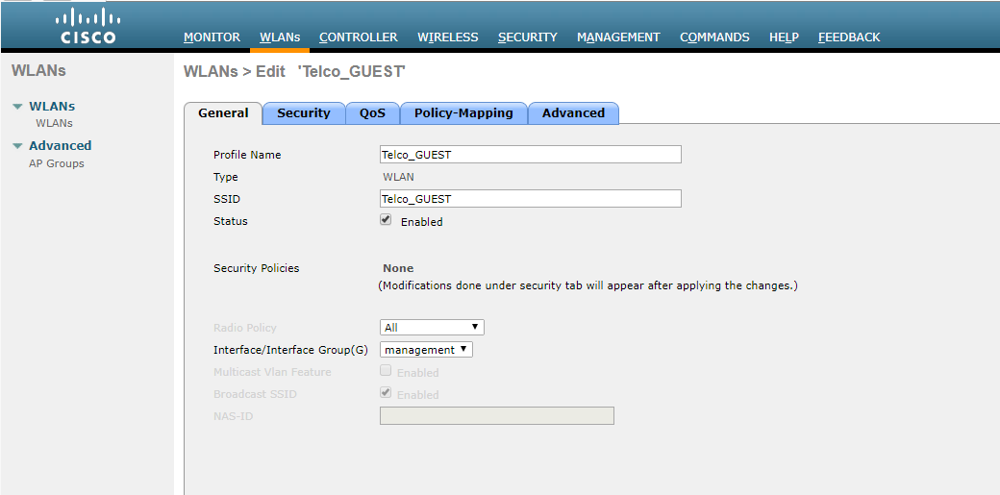 CISCO
MONITOR WLANs CONTROLLER WIRELESS SECURITY MANAGEMENT COMMANDS HELP FEEDBACK
WLANs
WLANs > Edit 'Telco_GUEST'
WLANs
WLANs
Advanced
AP Groups
General Security QoS Policy-Mapping Advanced
Profile Name Telco_GUEST
Type WLAN
SSID Telco_GUEST
Status Enabled
Security Policies None
(Modifications done under security tab will appear after applying the changes.)
Radio Policy All
Interface/Interface Group(G) management
Multicast Vlan Feature Enabled
Broadcast SSID Enabled
NAS-ID